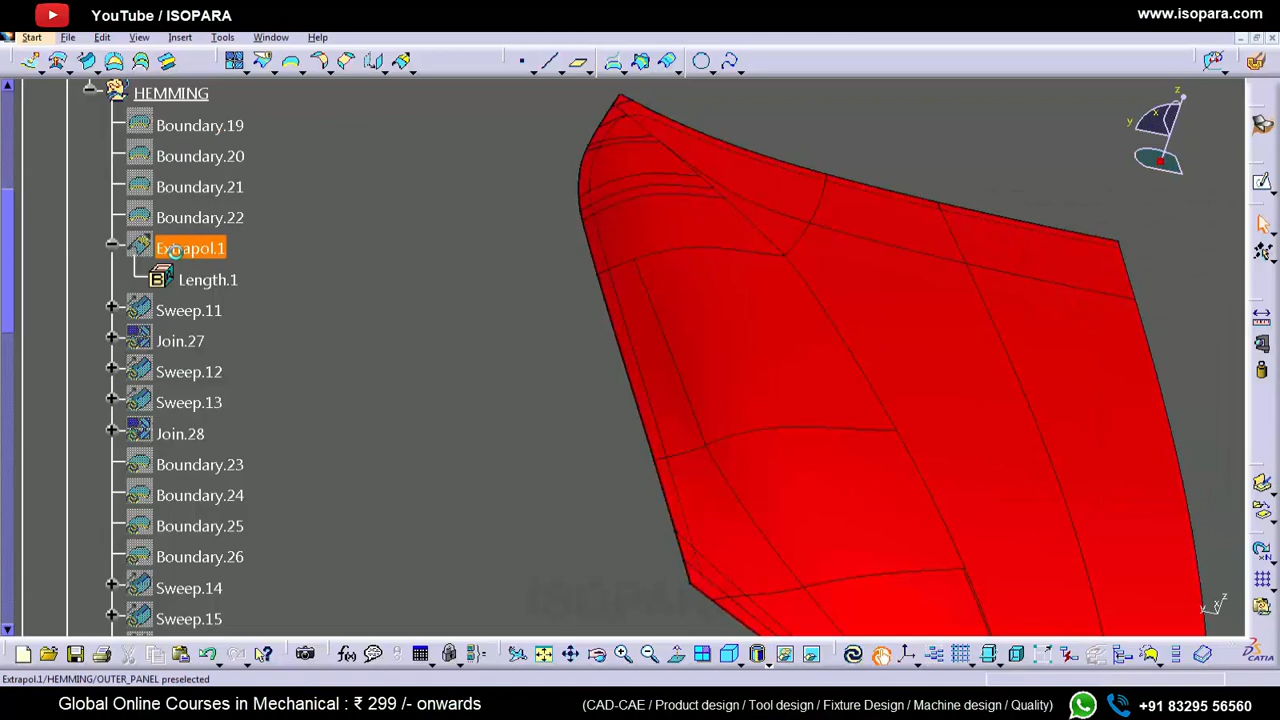 YouTube / ISOPARA
www.isopara.com
Start File Edit View Insert Tools Window Help
HEMMING
Boundary.19
Boundary.20
Boundary.21
Boundary.22
Extrapol.1
Length.1
Sweep.11
Join.27
Sweep.12
Sweep.13
Join.28
Boundary.23
Boundary.24
Boundary.25
Boundary.26
Sweep.14
Sweep.15
z
y
x
ISOPARA
z
y
x
CATIA
Extrapol.1/HEMMING/OUTER_PANEL preselected
Global Online Courses in Mechanical : ₹ 299 /- onwards
(CAD-CAE / Product design / Tool design / Fixture Design / Machine design / Quality)
+91 83295 56560